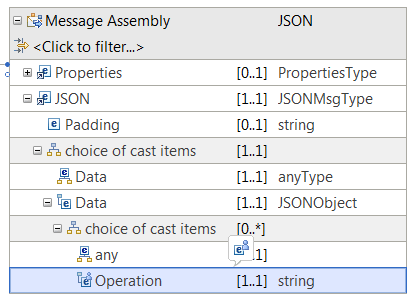 Message Assembly JSON
<Click to filter...>
Properties [0..1] PropertiesType
JSON [1..1] JSONMsgType
Padding [0..1] string
choice of cast items [1..1]
Data [1..1] anyType
Data [1..1] JSONObject
choice of cast items [0..*]
any .1]
Operation [1..1] string